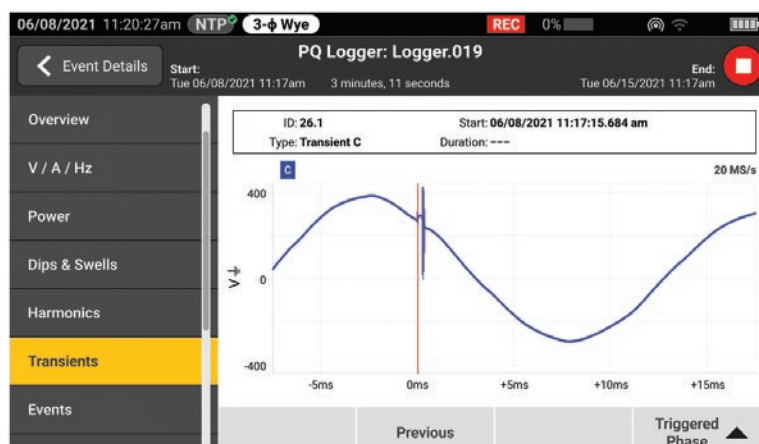 06/08/2021 11:20:27am NTP 3-ϕ Wye REC 0%
Event Details
PQ Logger: Logger.019
Start:
Tue 06/08/2021 11:17am 3 minutes, 11 seconds
End:
Tue 06/15/2021 11:17am
Overview
V / A / Hz
Power
Dips & Swells
Harmonics
Transients
Events
ID: 26.1 Start: 06/08/2021 11:17:15.684 am
Type: Transient C Duration: ---
C 20 MS/s
400
0
-400
V
-5ms 0ms +5ms +10ms +15ms
Previous
Triggered
Phase